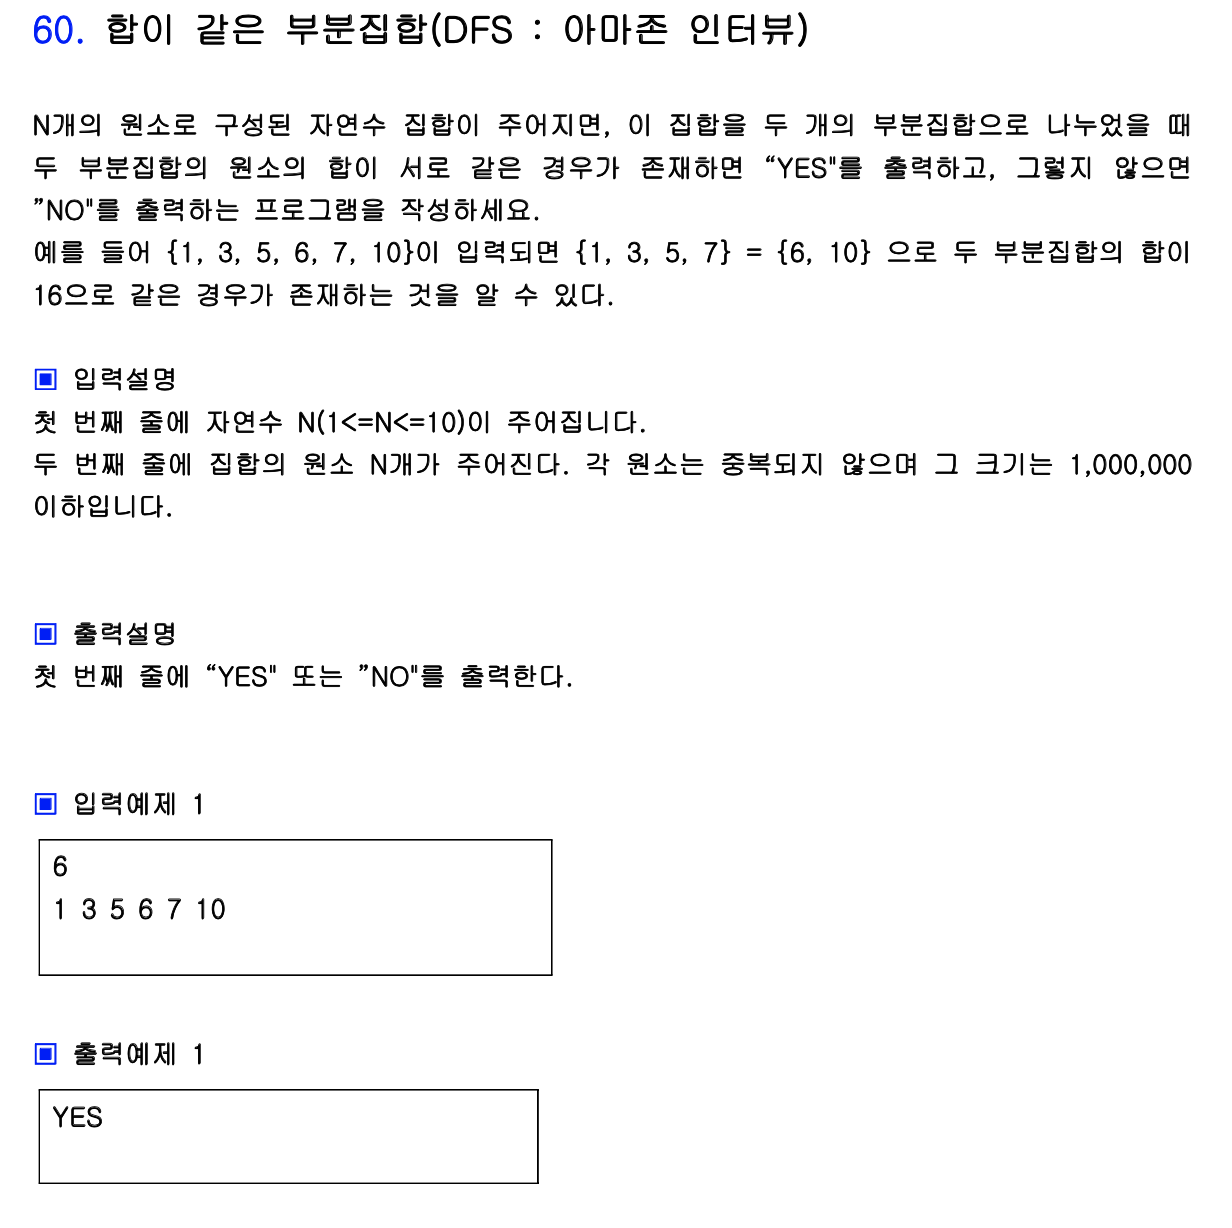 60. 합이 같은 부분집합(DFS : 아마존 인터뷰)
N개의 원소로 구성된 자연수 집합이 주어지면, 이 집합을 두 개의 부분집합으로 나누었을 때
두 부분집합의 원소의 합이 서로 같은 경우가 존재하면 “YES"를 출력하고, 그렇지 않으면
”NO"를 출력하는 프로그램을 작성하세요.
예를 들어 {1, 3, 5, 6, 7, 10}이 입력되면 {1, 3, 5, 7} = {6, 10} 으로 두 부분집합의 합이
16으로 같은 경우가 존재하는 것을 알 수 있다.
▣ 입력설명
첫 번째 줄에 자연수 N(1<=N<=10)이 주어집니다.
두 번째 줄에 집합의 원소 N개가 주어진다. 각 원소는 중복되지 않으며 그 크기는 1,000,000
이하입니다.
▣ 출력설명
첫 번째 줄에 “YES" 또는 ”NO"를 출력한다.
▣ 입력예제 1
6
1 3 5 6 7 10
▣ 출력예제 1
YES